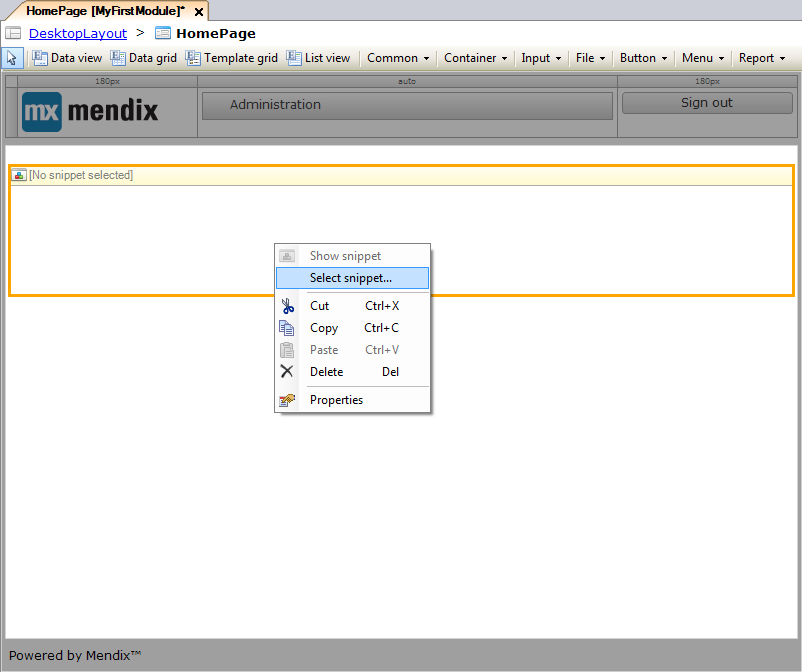 HomePage [MyFirstModule]*
DesktopLayout > HomePage
Data view Data grid Template grid List view Common Container Input File Button Menu Report
180px auto 180px
mx mendix Administration Sign out
[No snippet selected]
Show snippet
Select snippet...
Cut Ctrl+X
Copy Ctrl+C
Paste Ctrl+V
Delete Del
Properties
Powered by Mendix™